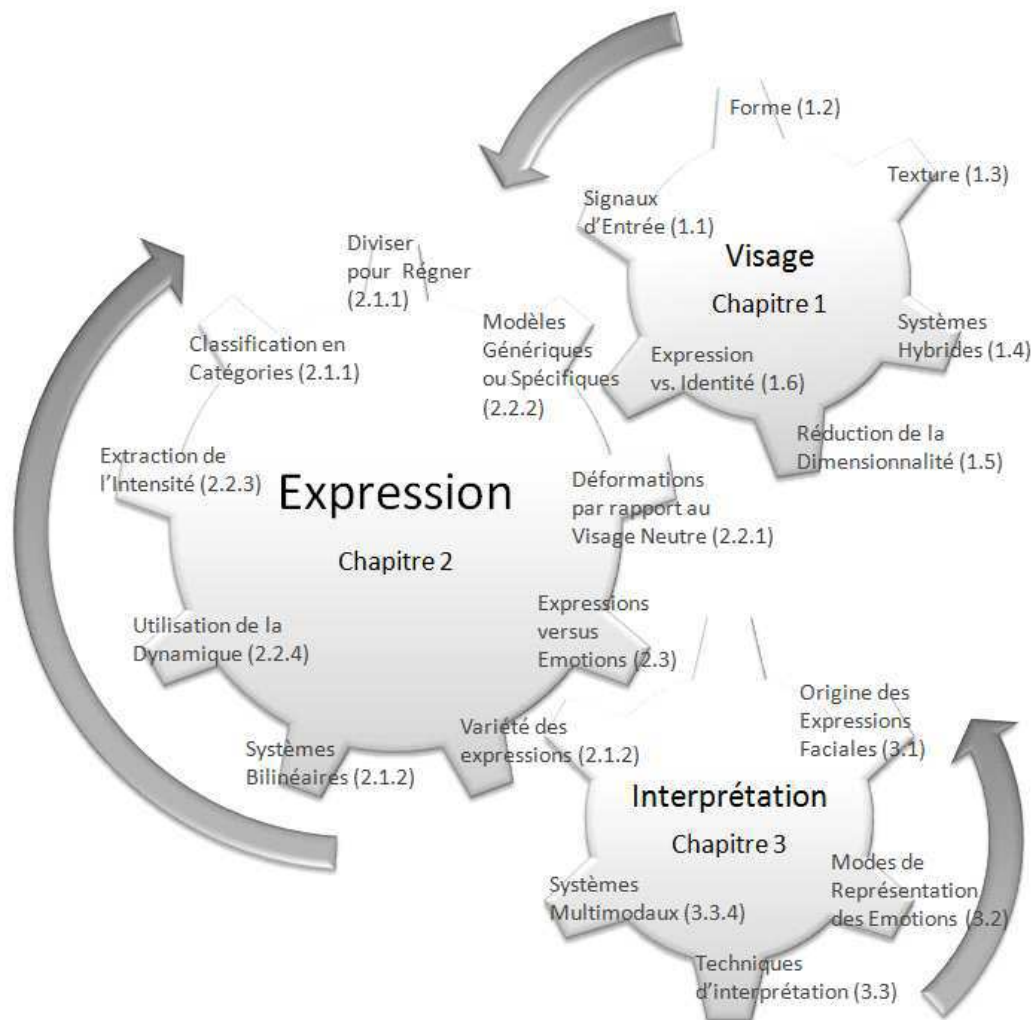 Forme (1.2)
Texture (1.3)
Signaux
d'Entrée (1.1)
Visage
Chapitre 1
Systèmes
Hybrides (1.4)
Expression
vs. Identité (1.6)
Réduction de la
Dimensionnalité (1.5)
Diviser
pour Régner
(2.1.1)
Classification en
Catégories (2.1.1)
Modèles
Génériques
ou Spécifiques
(2.2.2)
Extraction de
l'Intensité (2.2.3)
Expression
Chapitre 2
Déformations
par rapport au
Visage Neutre (2.2.1)
Utilisation de la
Dynamique (2.2.4)
Expressions
versus
Emotions (2.3)
Systèmes
Bilinéaires (2.1.2)
Variété des
expressions (2.1.2)
Origine des
Expressions
Faciales (3.1)
Interprétation
Chapitre 3
Systèmes
Multimodaux (3.3.4)
Modes de
Représentation
des Emotions (3.2)
Techniques
d'interprétation (3.3)